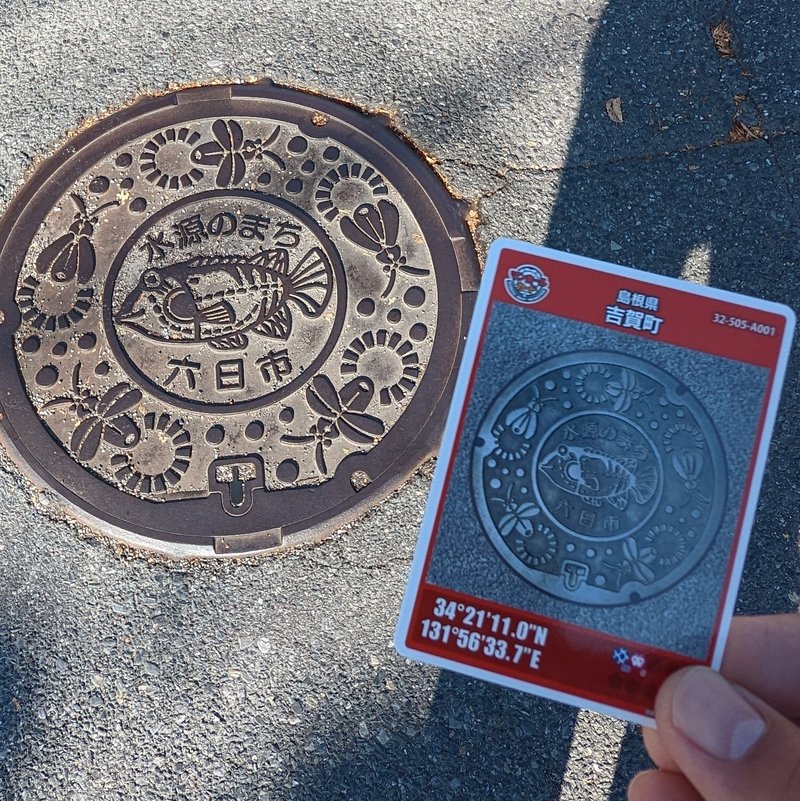 水源のまち
六日市
島根県
吉賀町
32-505-A001
水源のまち
六日市
34°21'11.0"N
131°56'33.7"E